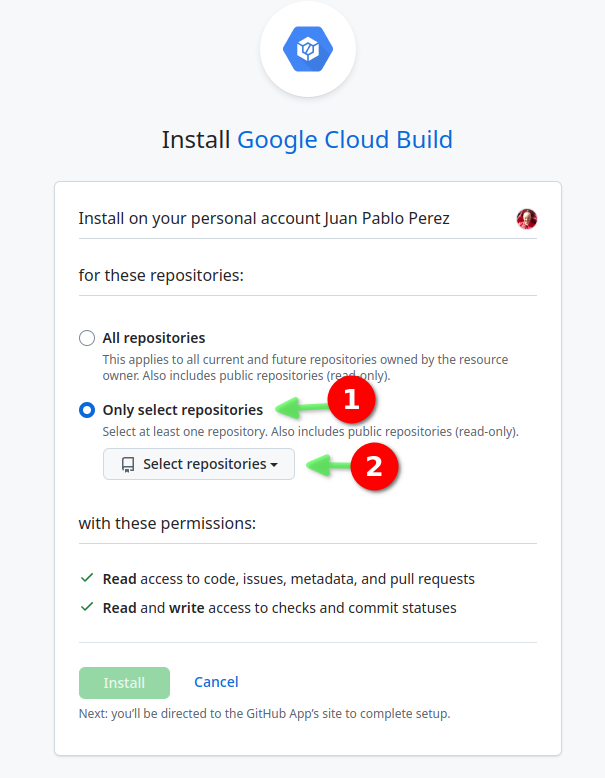 Install Google Cloud Build
Install on your personal account Juan Pablo Perez
for these repositories:
All repositories
This applies to all current and future repositories owned by the resource
owner. Also includes public repositories (read-only).
Only select repositories
1
Select at least one repository. Also includes public repositories (read-only).
Select repositories
2
with these permissions:
Read access to code, issues, metadata, and pull requests
Read and write access to checks and commit statuses
Install
Cancel
Next: you’ll be directed to the GitHub App’s site to complete setup.